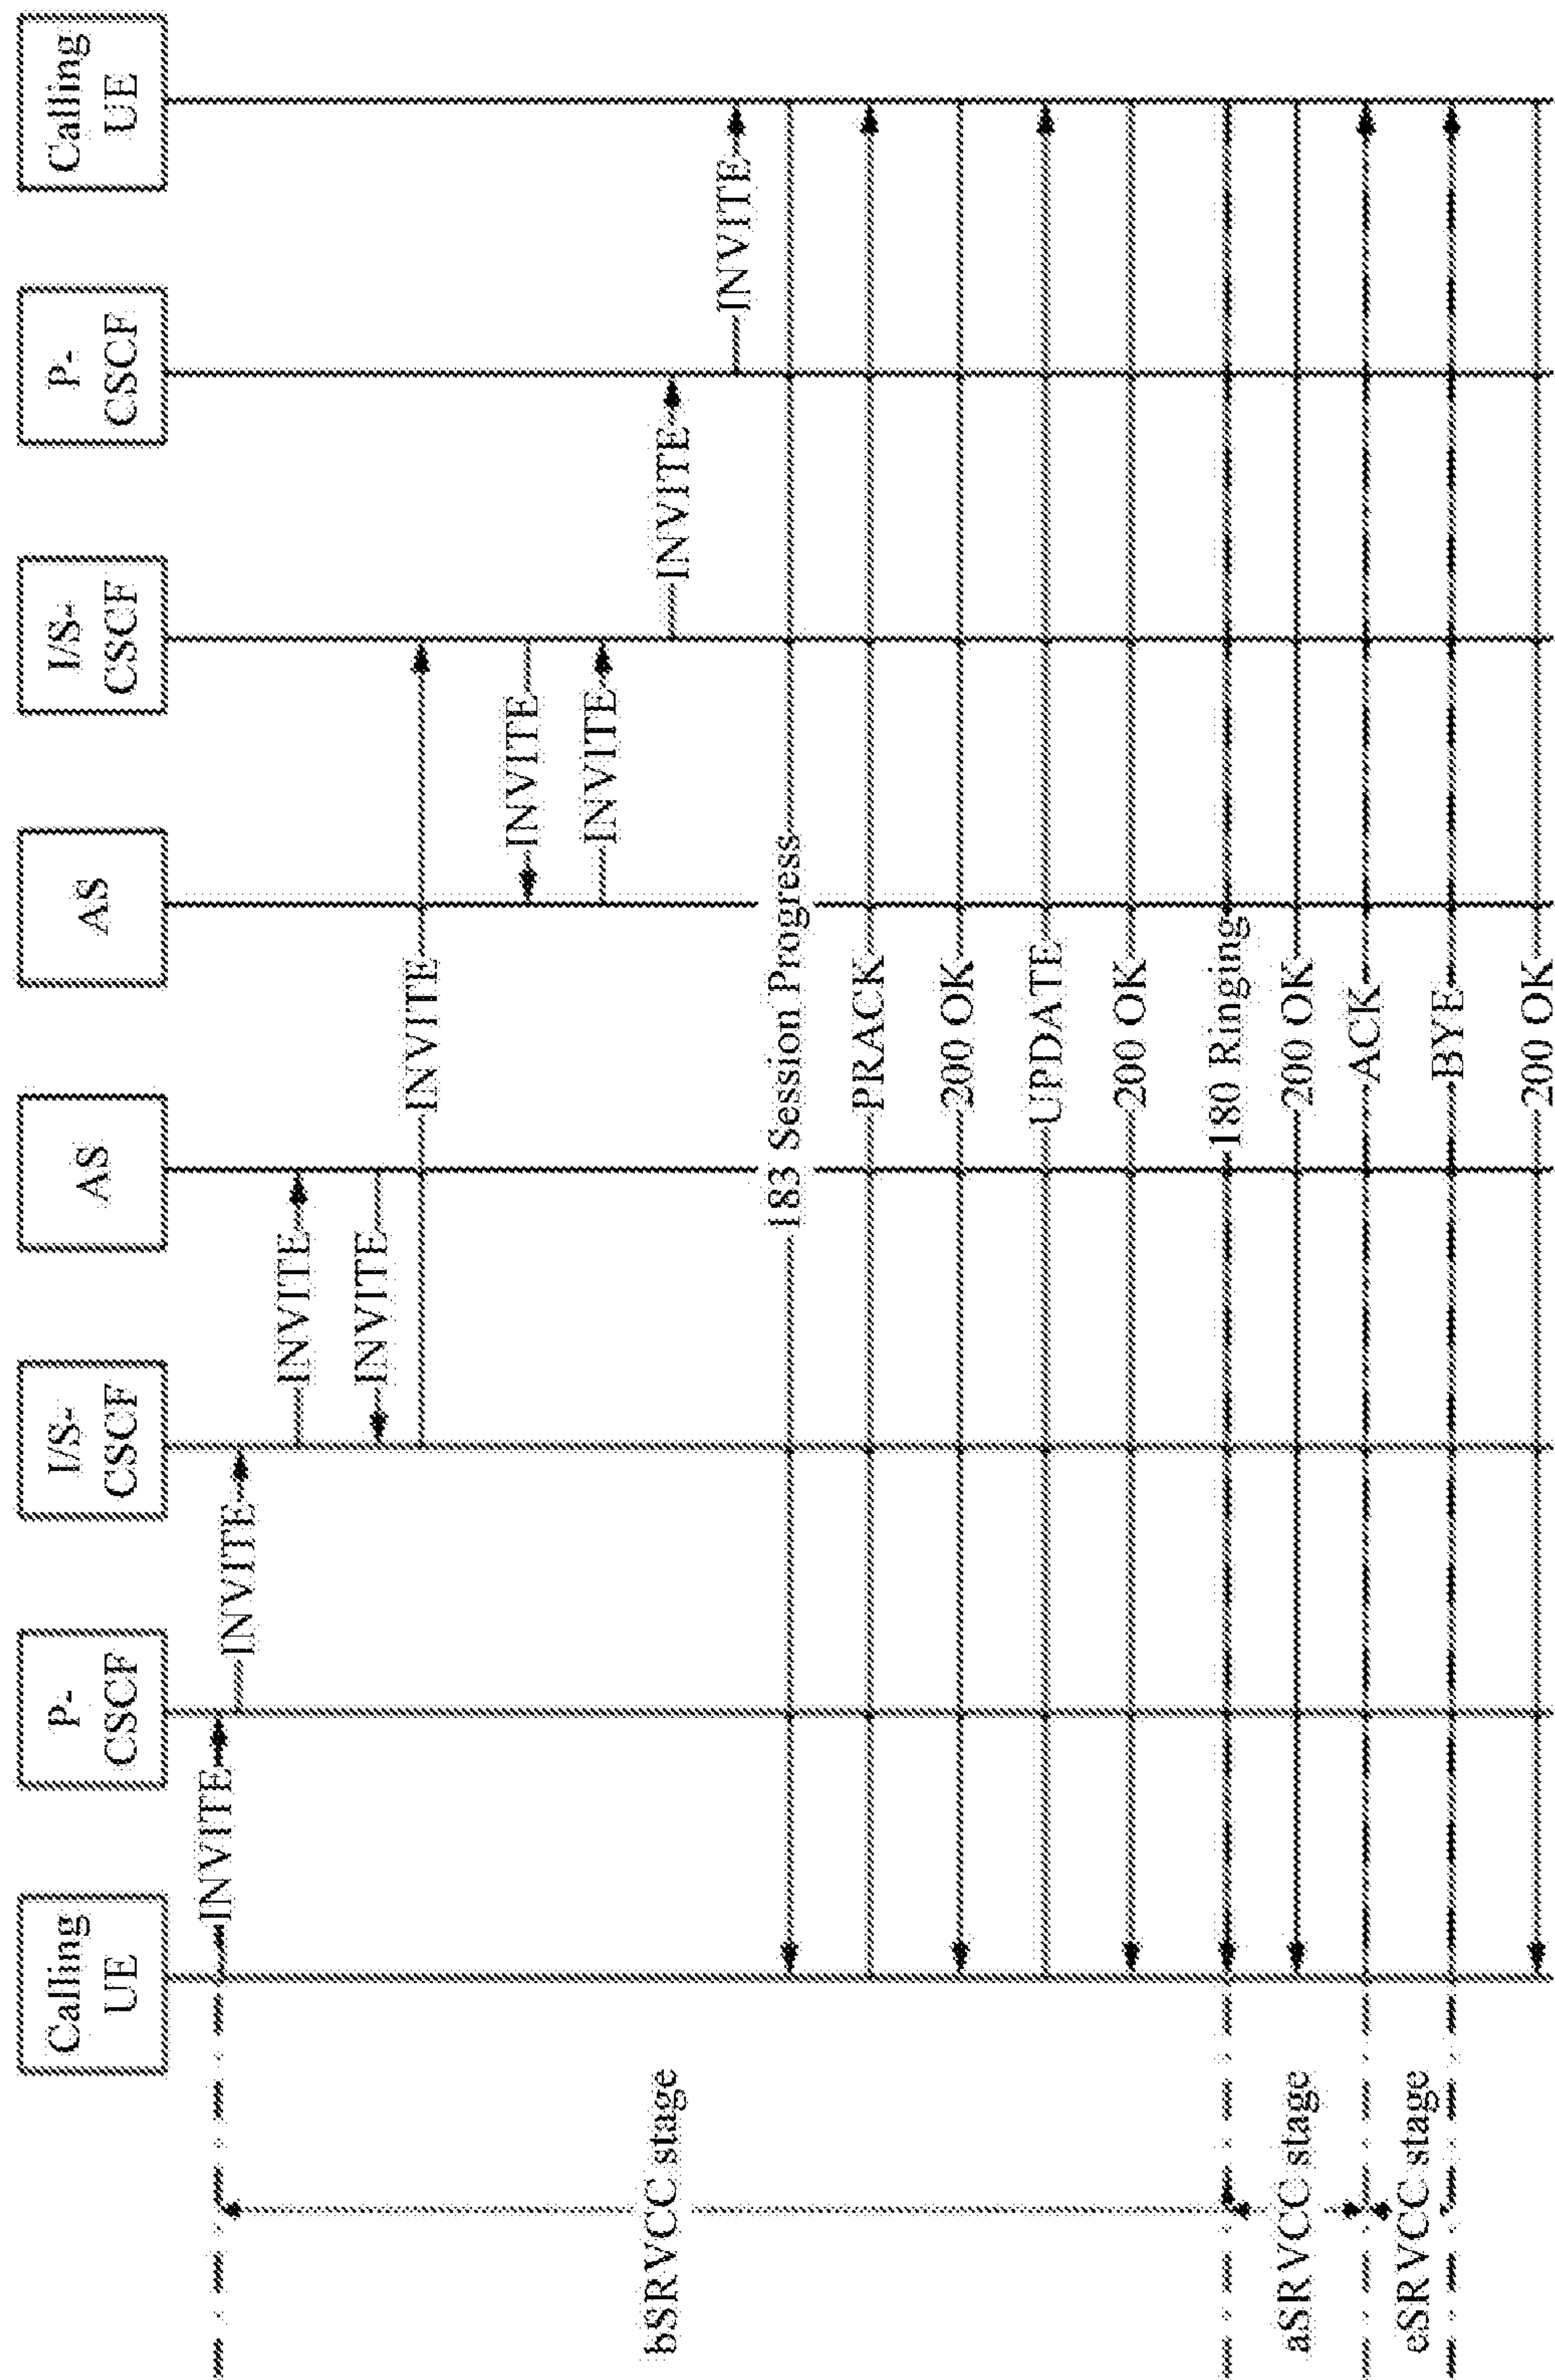 Calling
UE
P-
CSCF
I/S-
CSCF
AS
AS
I/S-
CSCF
P-
CSCF
Calling
UE
INVITE
INVITE
INVITE
INVITE
INVITE
INVITE
INVITE
INVITE
INVITE
183 Session Progress
PRACK
200 OK
UPDATE
200 OK
180 Ringing
200 OK
ACK
BYE
200 OK
bSRVCC stage
aSRVCC stage
eSRVCC stage